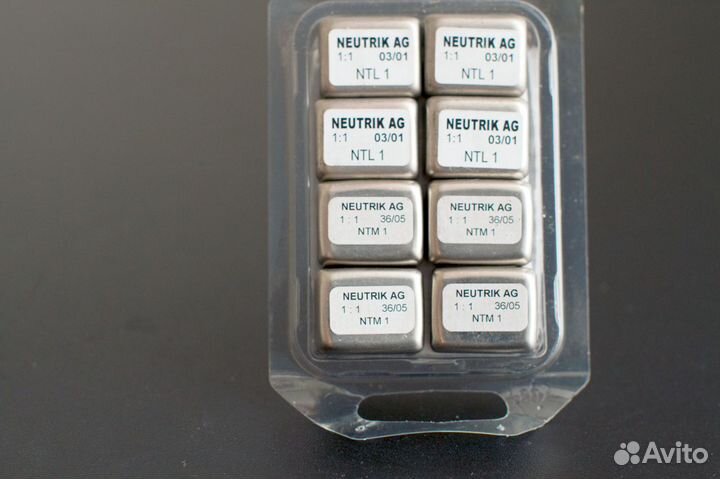 NEUTRIK AG
1:1 03/01
NTL 1
NEUTRIK AG
1:1 03/01
NTL 1
NEUTRIK AG
1:1 03/01
NTL 1
NEUTRIK AG
1:1 03/01
NTL 1
NEUTRIK AG
1 : 1 36/05
NTM 1
NEUTRIK AG
1 : 1 36/05
NTM 1
NEUTRIK AG
1 : 1 36/05
NTM 1
NEUTRIK AG
1 : 1 36/05
NTM 1
Avito